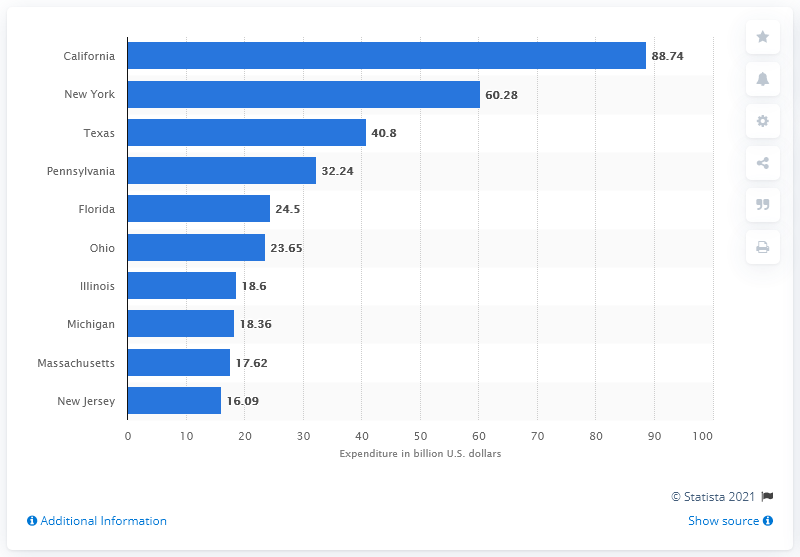 California 88.74
New York 60.28
Texas 40.8
Pennsylvania 32.24
Florida 24.5
Ohio 23.65
Illinois 18.6
Michigan 18.36
Massachusetts 17.62
New Jersey 16.09
0 10 20 30 40 50 60 70 80 90 100
Expenditure in billion U.S. dollars
© Statista 2021
Additional Information Show source